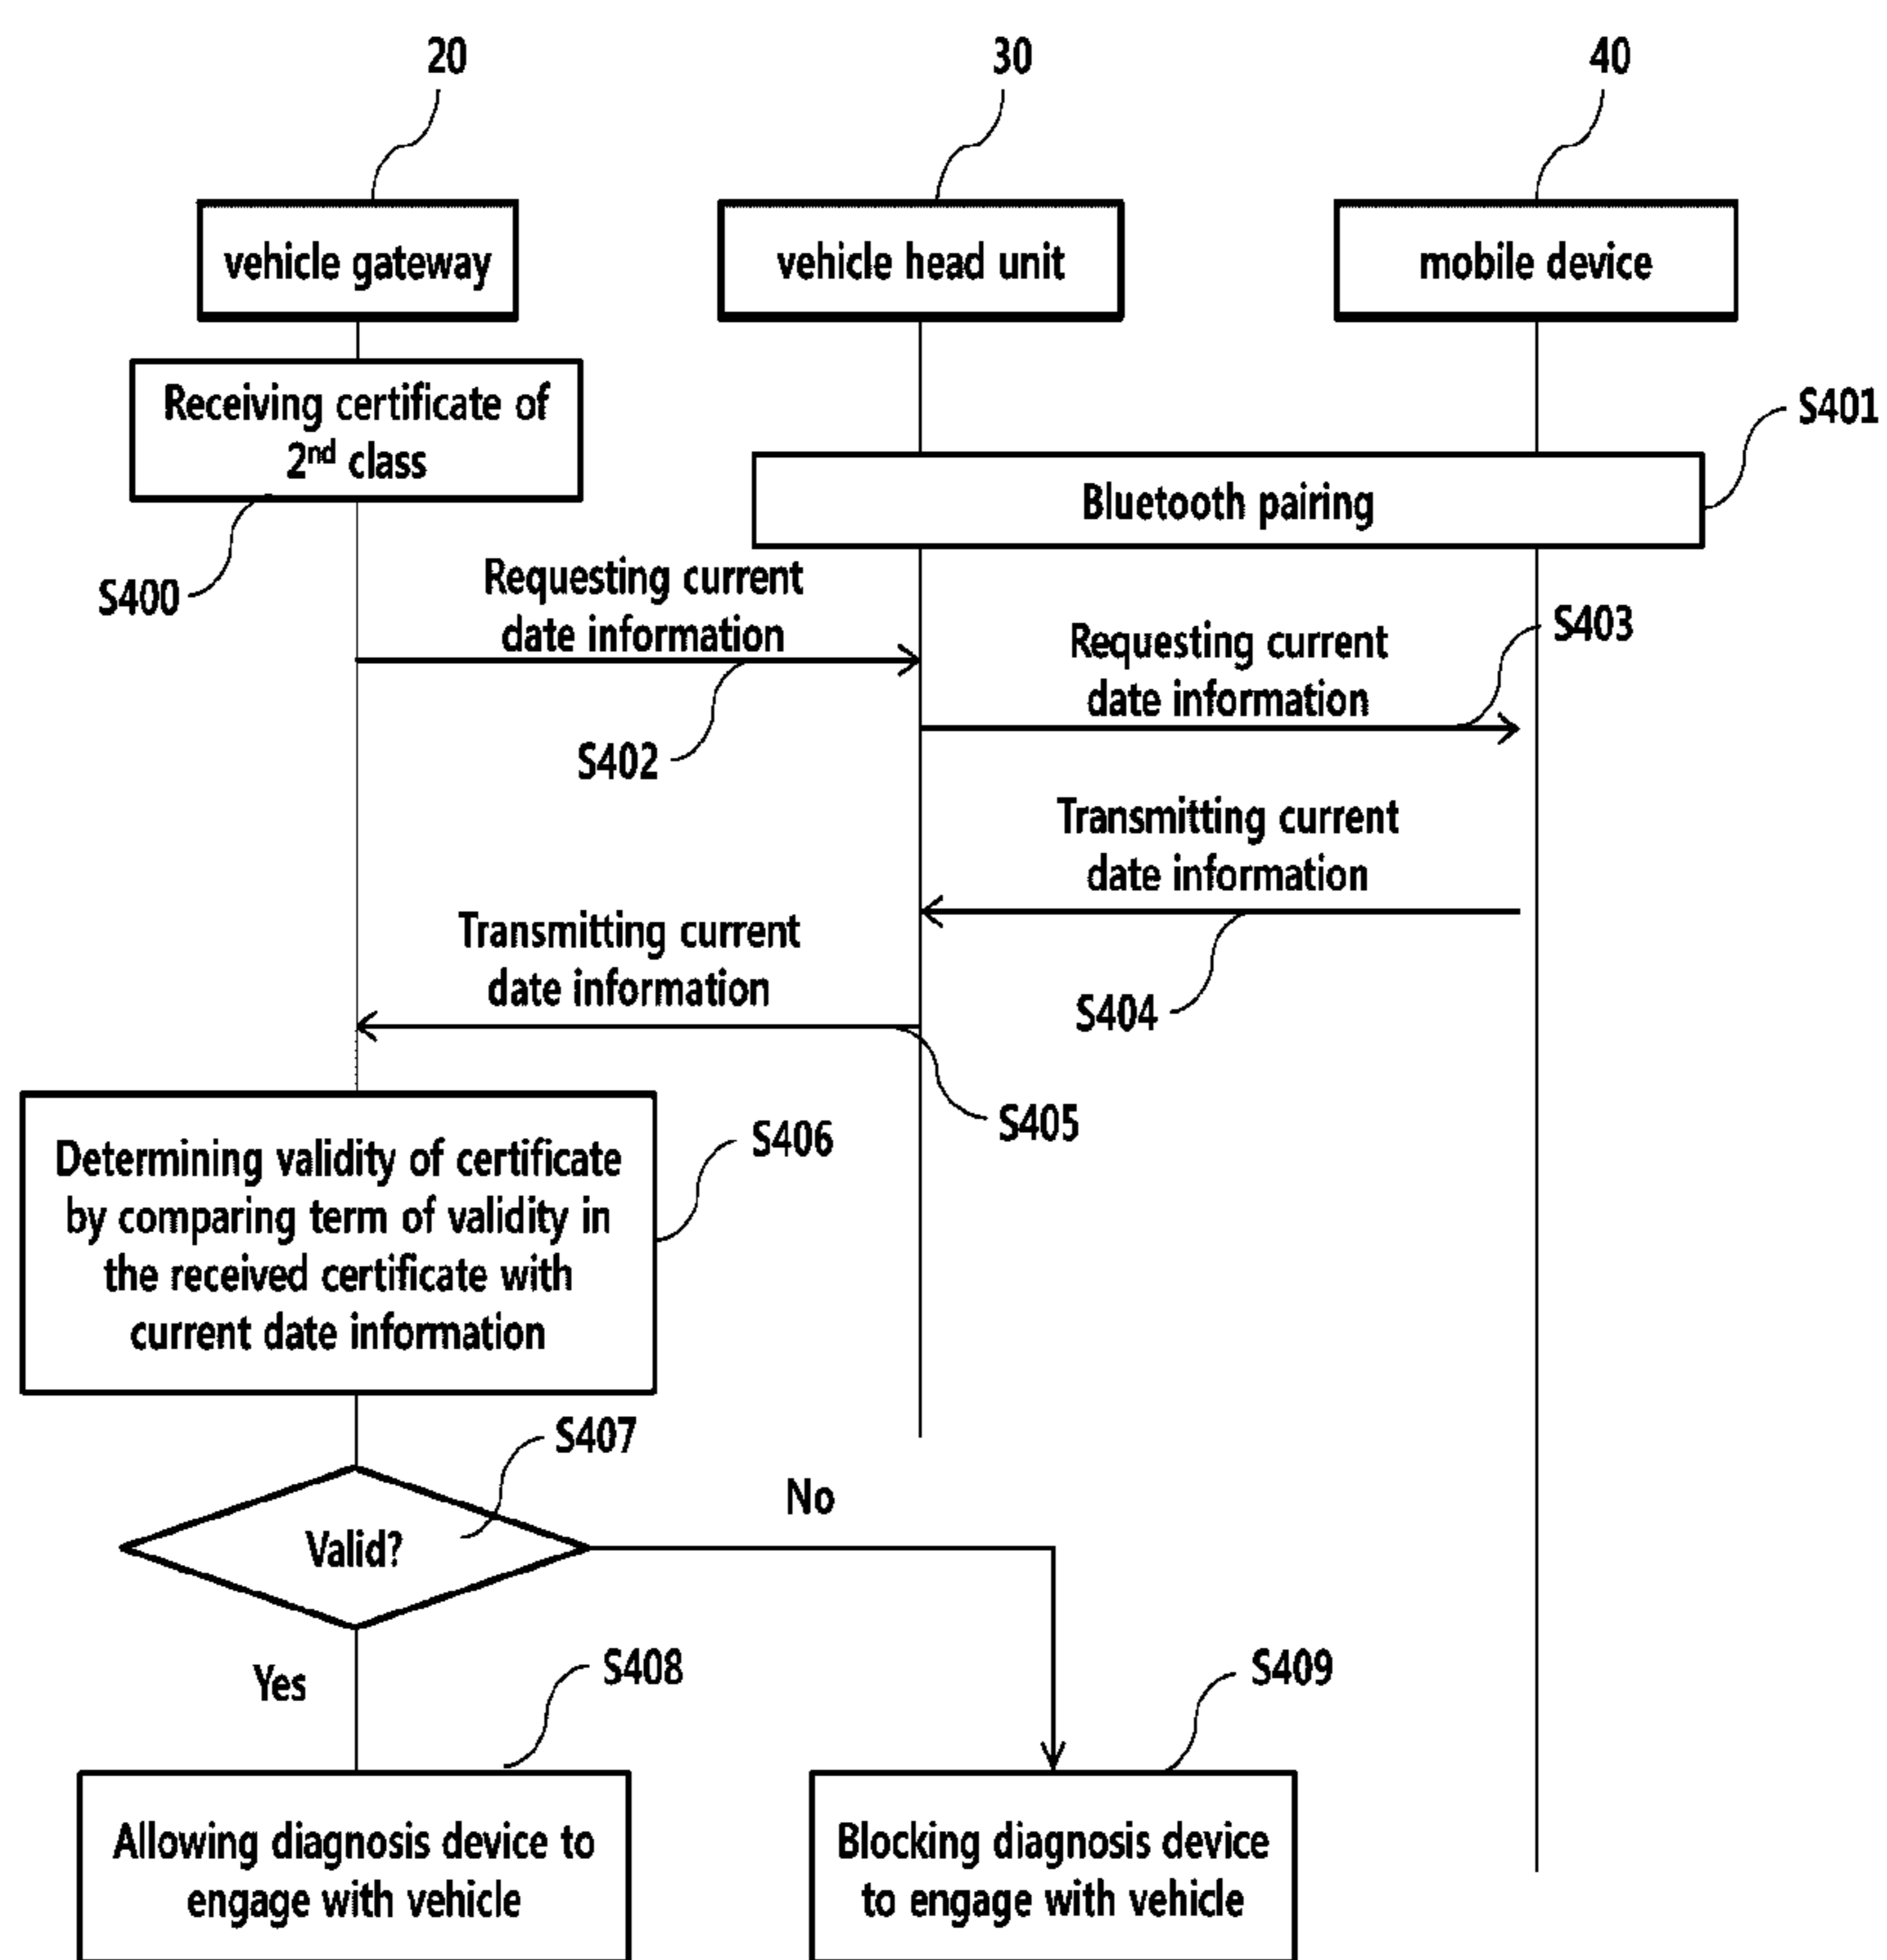 20
30
40
vehicle gateway
vehicle head unit
mobile device
Receiving certificate of
2nd class
S401
Bluetooth pairing
S400
Requesting current
date information
S402
Requesting current
date information
S403
Transmitting current
date information
S404
Transmitting current
date information
S405
Determining validity of certificate
by comparing term of validity in
the received certificate with
current date information
S406
S407
Valid?
No
Yes
S408
S409
Allowing diagnosis device to
engage with vehicle
Blocking diagnosis device
to engage with vehicle